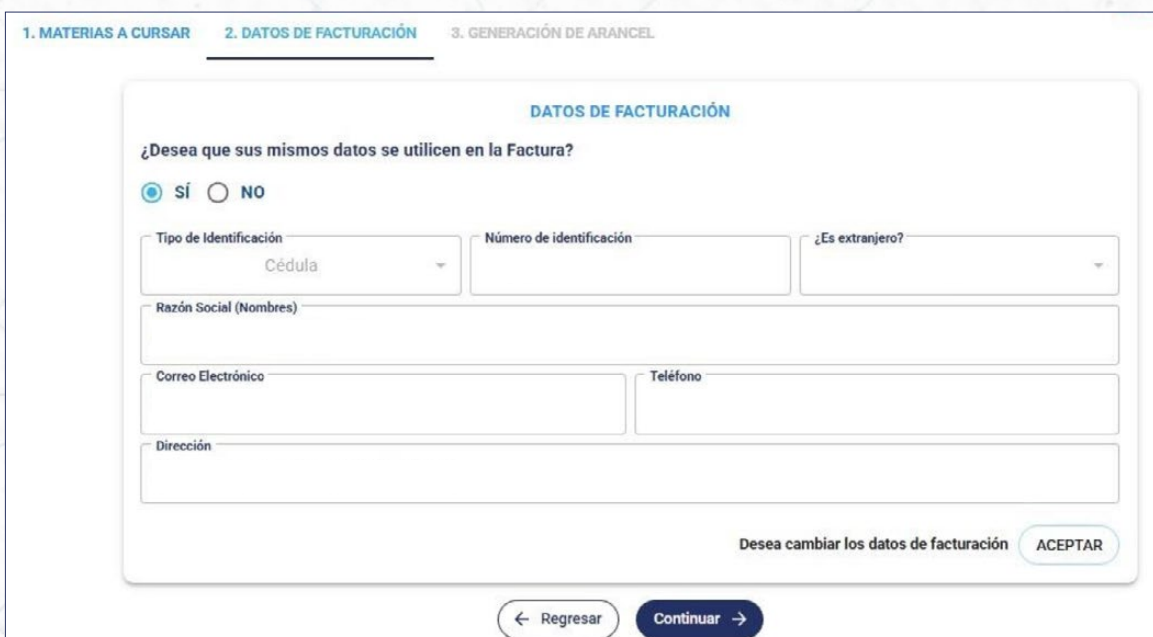 1. MATERIAS A CURSAR 2. DATOS DE FACTURACIÓN 3. GENERACIÓN DE ARANCEL
DATOS DE FACTURACIÓN
¿Desea que sus mismos datos se utilicen en la Factura?
SÍ NO
Tipo de Identificación Número de identificación ¿Es extranjero?
Cédula
Razón Social (Nombres)
Correo Electrónico Teléfono
Dirección
Desea cambiar los datos de facturación ACEPTAR
← Regresar Continuar →